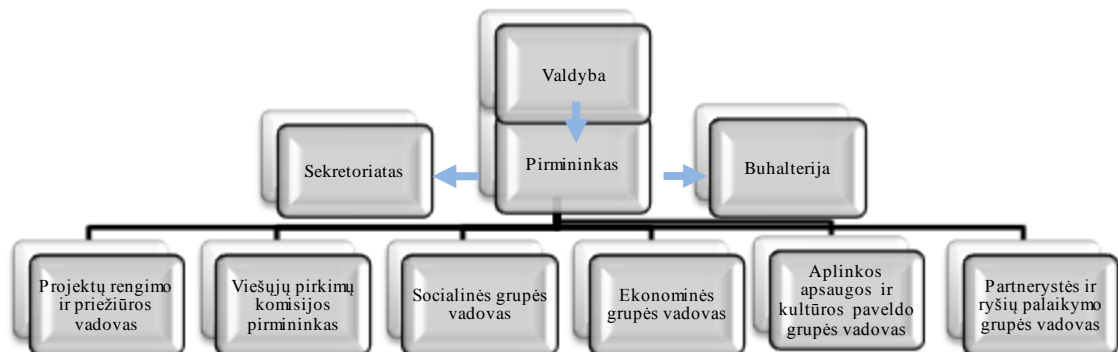 Valdyba
Pirmininkas
Sekretoriatas
Buhalterija
Projektų rengimo
ir priežiūros
vadovas
Viešųjų pirkimų
komisijos
pirmininkas
Socialinės grupės
vadovas
Ekonominės
grupės vadovas
Aplinkos
apsaugos ir
kultūros paveldo
grupės vadovas
Partnerystės ir
ryšių palaikymo
grupės vadovas